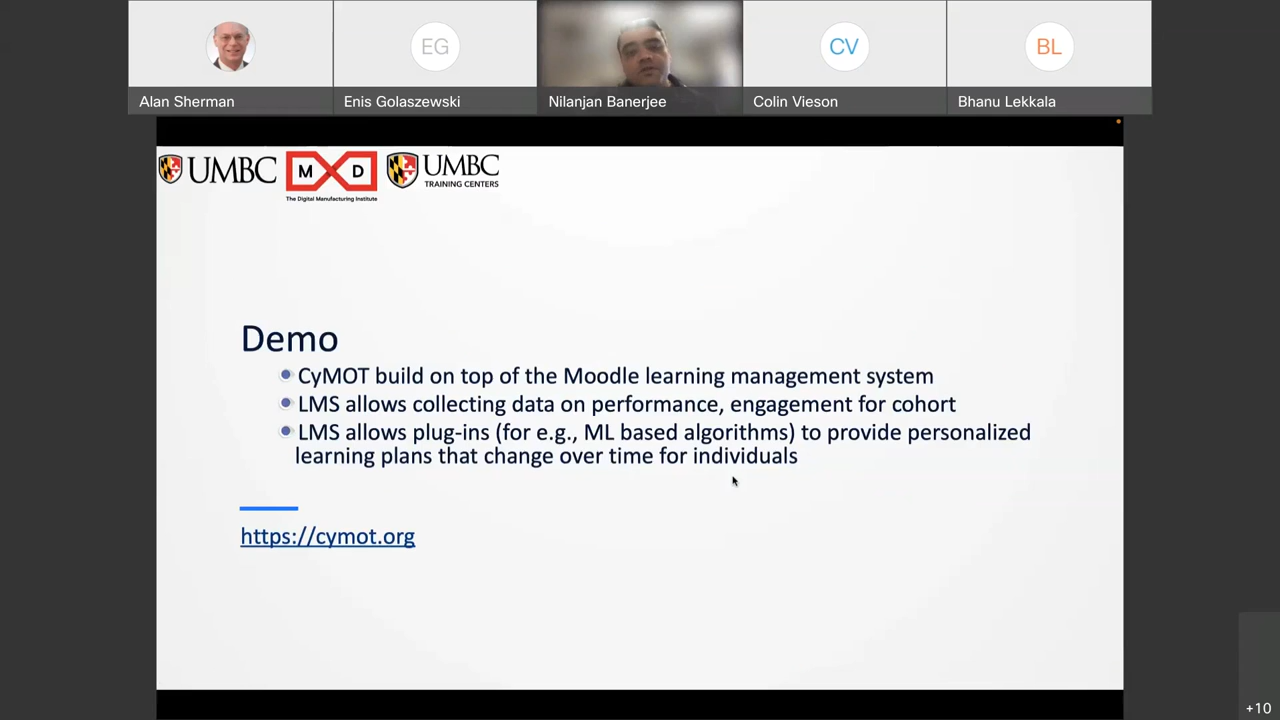 EG
CV
BL
Alan Sherman
Enis Golaszewski
Nilanjan Banerjee
Colin Vieson
Bhanu Lekkala
UMBC
M D
The Digital Manufacturing Institute
UMBC
TRAINING CENTERS
Demo
CyMOT build on top of the Moodle learning management system
LMS allows collecting data on performance, engagement for cohort
LMS allows plug-ins (for e.g., ML based algorithms) to provide personalized
learning plans that change over time for individuals
https://cymot.org
+10